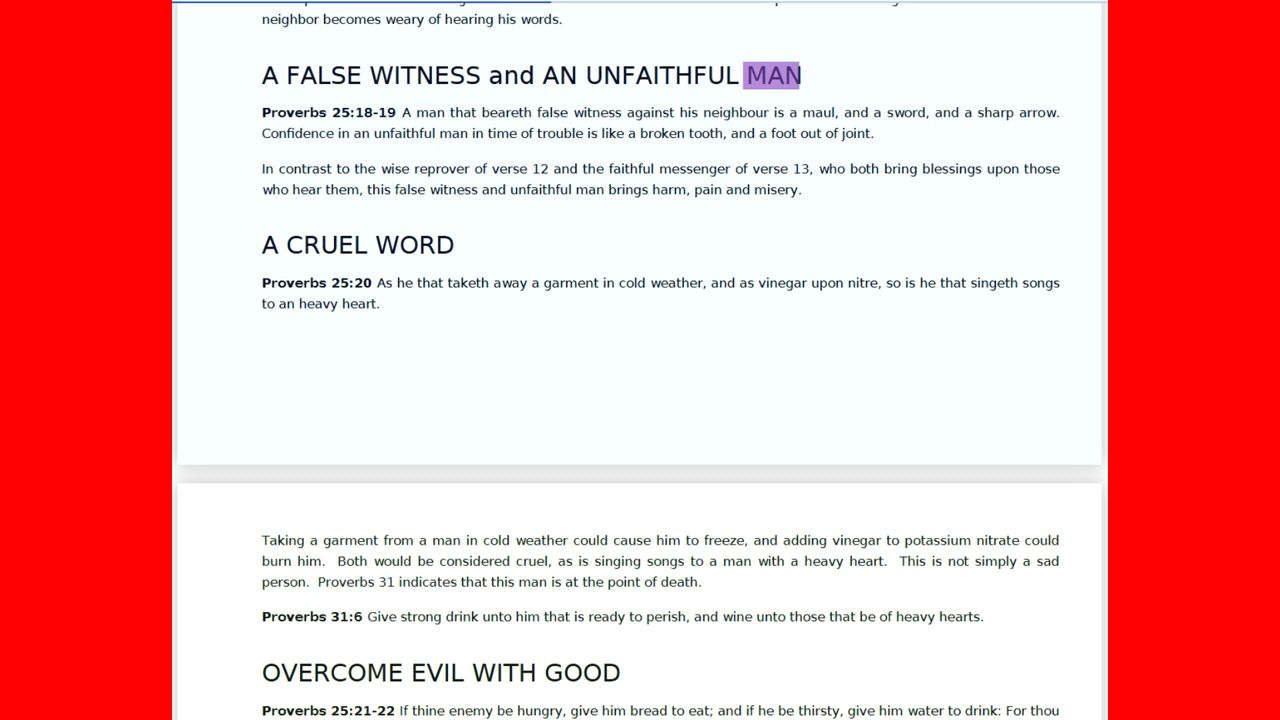 neighbor becomes weary of hearing his words.
A FALSE WITNESS and AN UNFAITHFUL MAN
Proverbs 25:18-19 A man that beareth false witness against his neighbour is a maul, and a sword, and a sharp arrow.
Confidence in an unfaithful man in time of trouble is like a broken tooth, and a foot out of joint.
In contrast to the wise reprover of verse 12 and the faithful messenger of verse 13, who both bring blessings upon those
who hear them, this false witness and unfaithful man brings harm, pain and misery.
A CRUEL WORD
Proverbs 25:20 As he that taketh away a garment in cold weather, and as vinegar upon nitre, so is he that singeth songs
to an heavy heart.
Taking a garment from a man in cold weather could cause him to freeze, and adding vinegar to potassium nitrate could
burn him.  Both would be considered cruel, as is singing songs to a man with a heavy heart.  This is not simply a sad
person.  Proverbs 31 indicates that this man is at the point of death.
Proverbs 31:6 Give strong drink unto him that is ready to perish, and wine unto those that be of heavy hearts.
OVERCOME EVIL WITH GOOD
Proverbs 25:21-22 If thine enemy be hungry, give him bread to eat; and if he be thirsty, give him water to drink: For thou